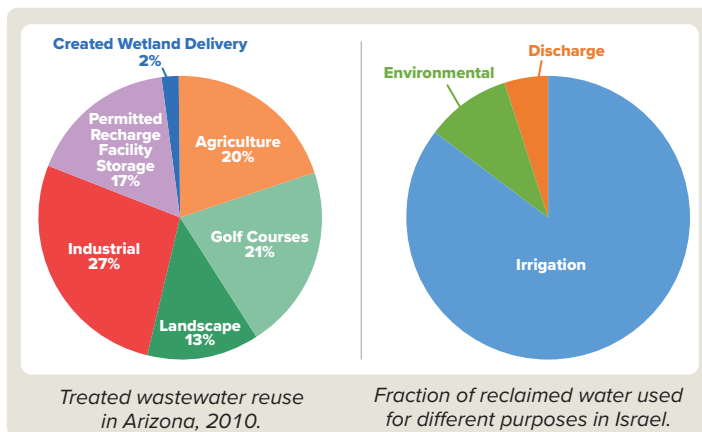 Created Wetland Delivery
2%
Permitted
Recharge
Facility
Storage
17%
Agriculture
20%
Golf Courses
21%
Industrial
27%
Landscape
13%
Treated wastewater reuse
in Arizona, 2010.
Discharge
Environmental
Irrigation
Fraction of reclaimed water used
for different purposes in Israel.